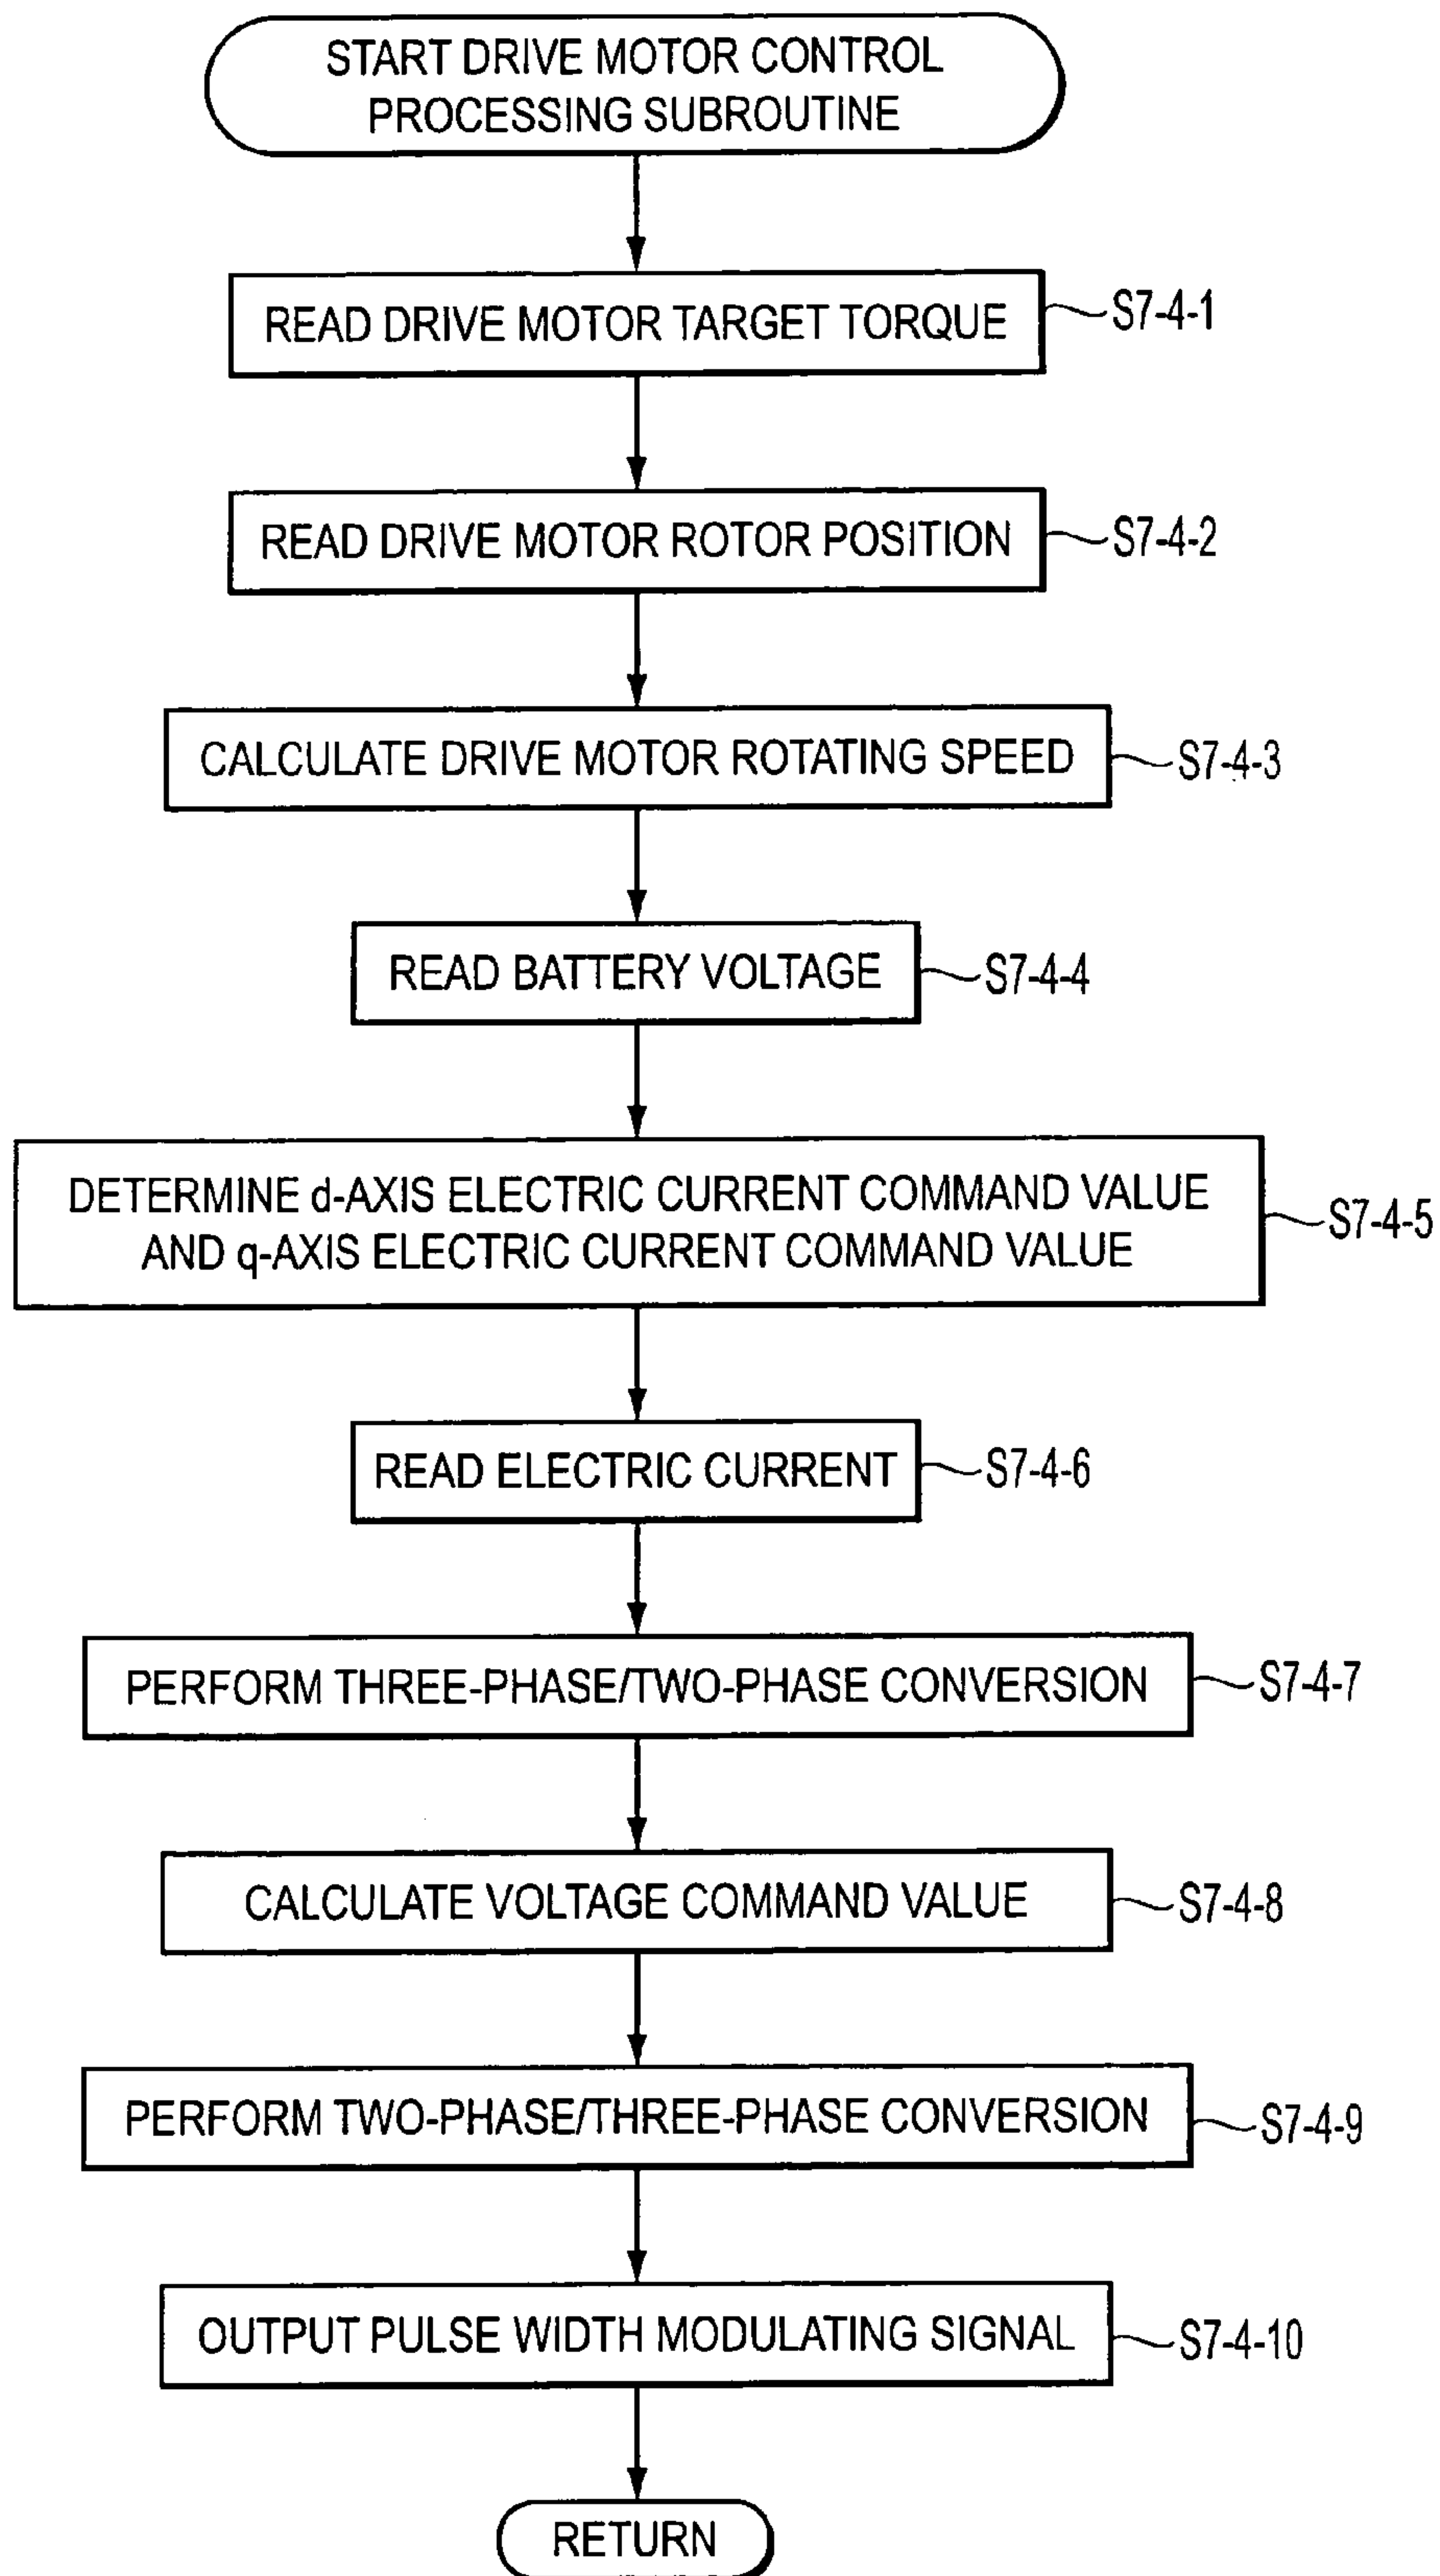 START DRIVE MOTOR CONTROL
PROCESSING SUBROUTINE
READ DRIVE MOTOR TARGET TORQUE
S7-4-1
READ DRIVE MOTOR ROTOR POSITION
S7-4-2
CALCULATE DRIVE MOTOR ROTATING SPEED
S7-4-3
READ BATTERY VOLTAGE
S7-4-4
DETERMINE d-AXIS ELECTRIC CURRENT COMMAND VALUE
AND q-AXIS ELECTRIC CURRENT COMMAND VALUE
S7-4-5
READ ELECTRIC CURRENT
S7-4-6
PERFORM THREE-PHASE/TWO-PHASE CONVERSION
S7-4-7
CALCULATE VOLTAGE COMMAND VALUE
S7-4-8
PERFORM TWO-PHASE/THREE-PHASE CONVERSION
S7-4-9
OUTPUT PULSE WIDTH MODULATING SIGNAL
S7-4-10
RETURN